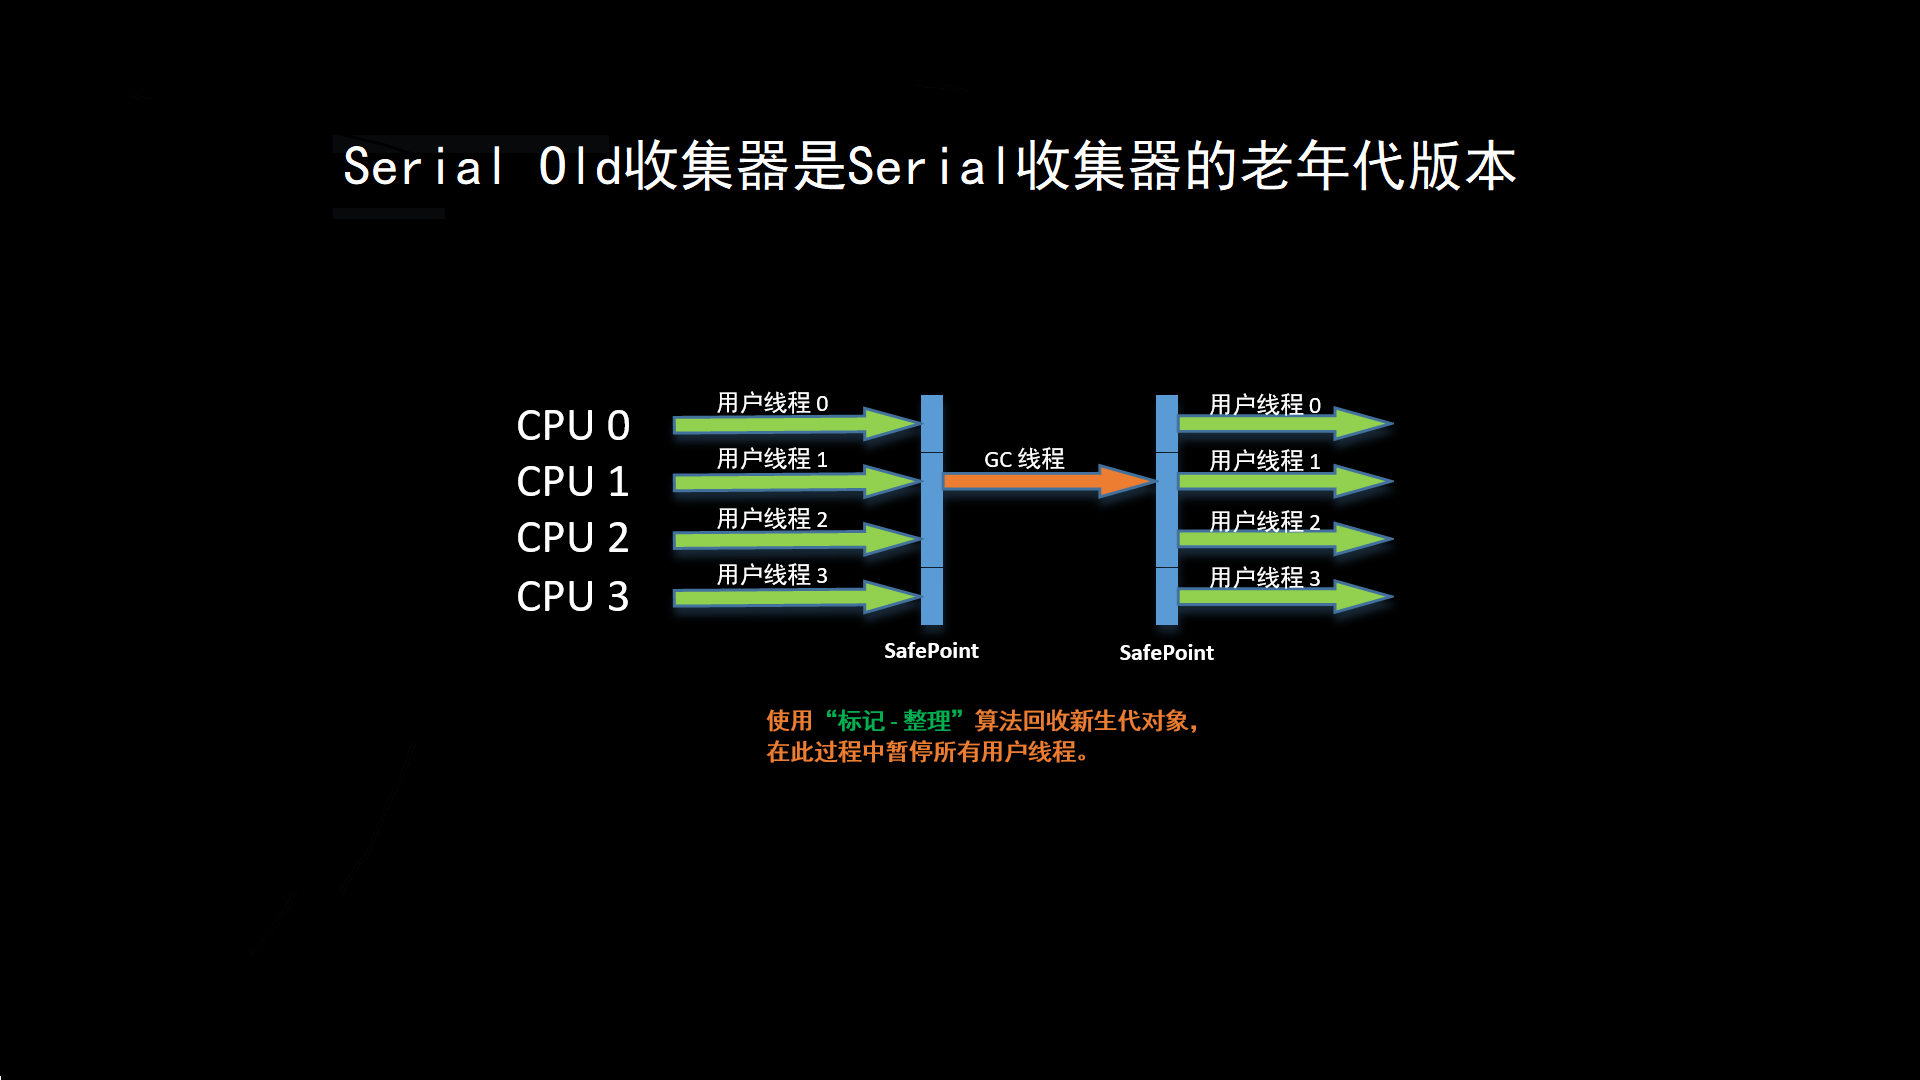 Serial Old收集器是Serial收集器的老年代版本
用户线程 0
用户线程 0
CPU 0
用户线程 1
GC 线程
用户线程 1
CPU 1
用户线程 2
用户线程 2
CPU 2
用户线程 3
用户线程 3
CPU 3
SafePoint
SafePoint
使用“标记 - 整理”算法回收新生代对象，
在此过程中暂停所有用户线程。